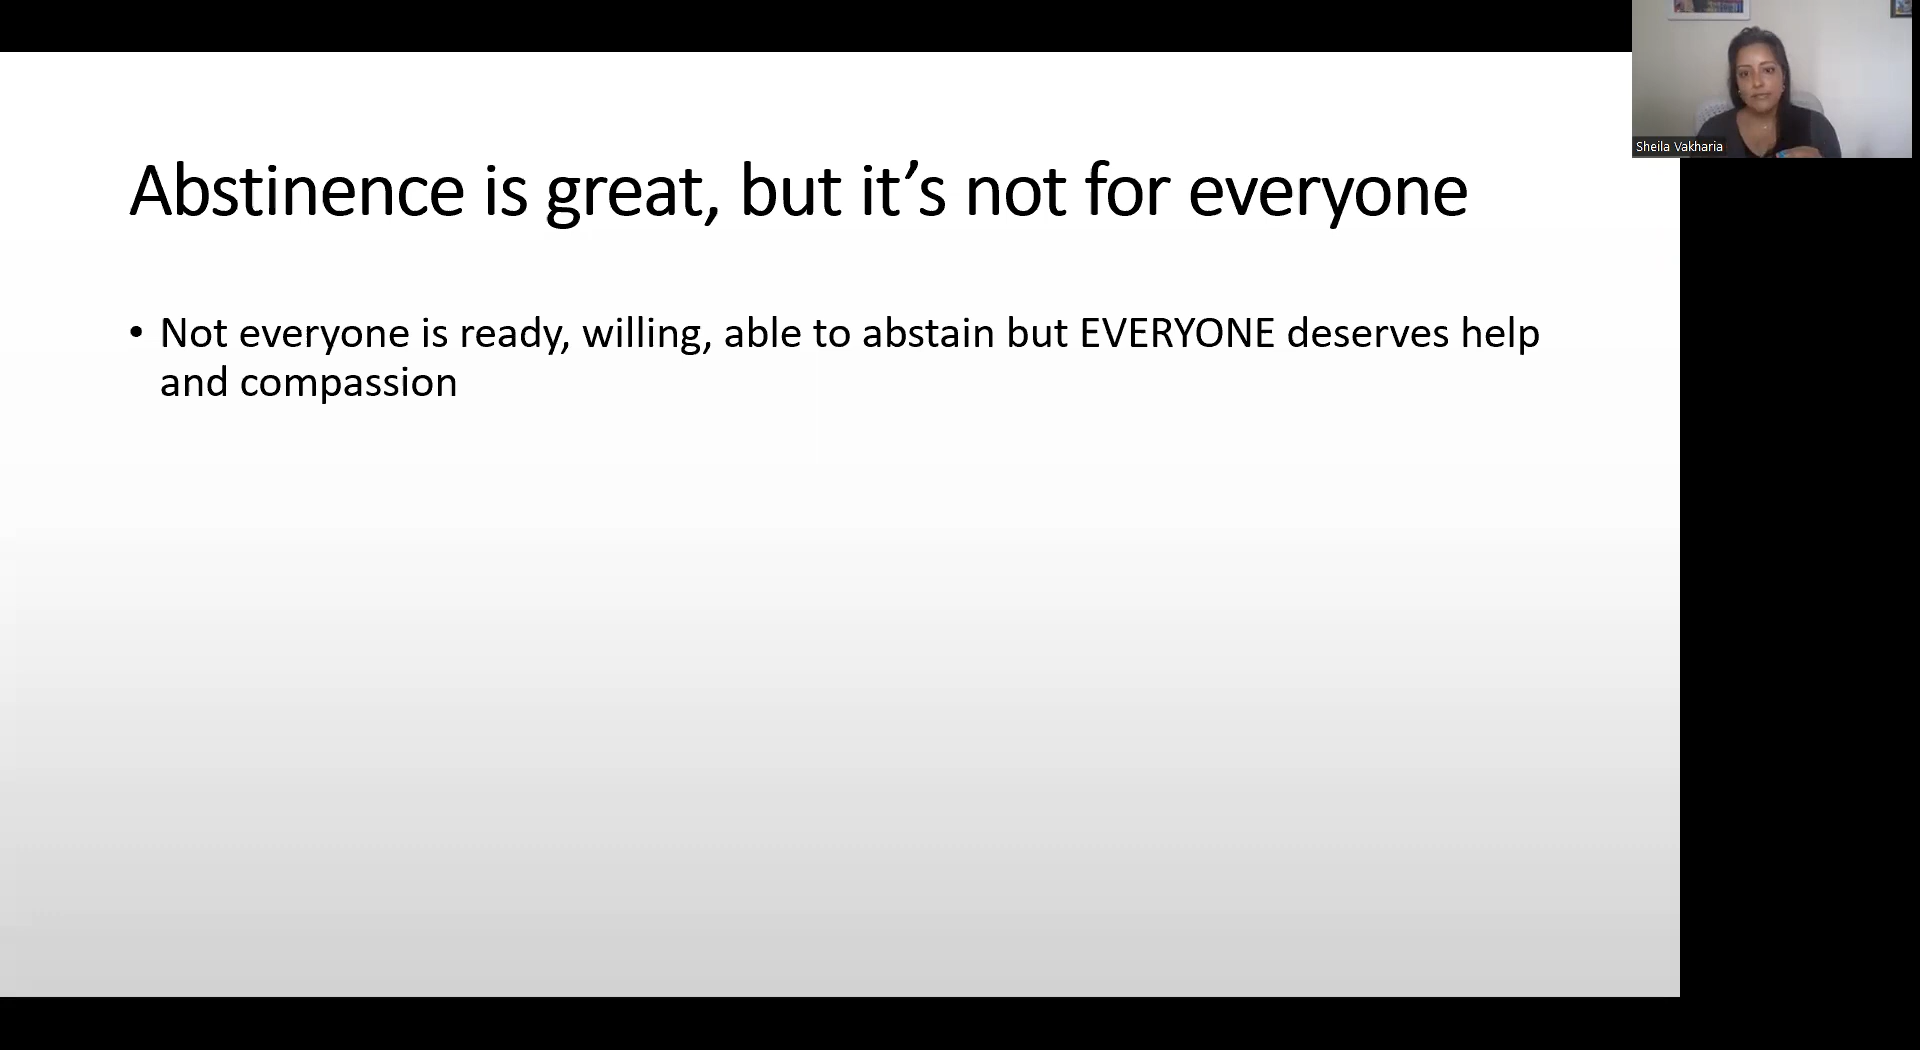 Abstinence is great, but it’s not for everyone
• Not everyone is ready, willing, able to abstain but EVERYONE deserves help
and compassion
Sheila Vakharia